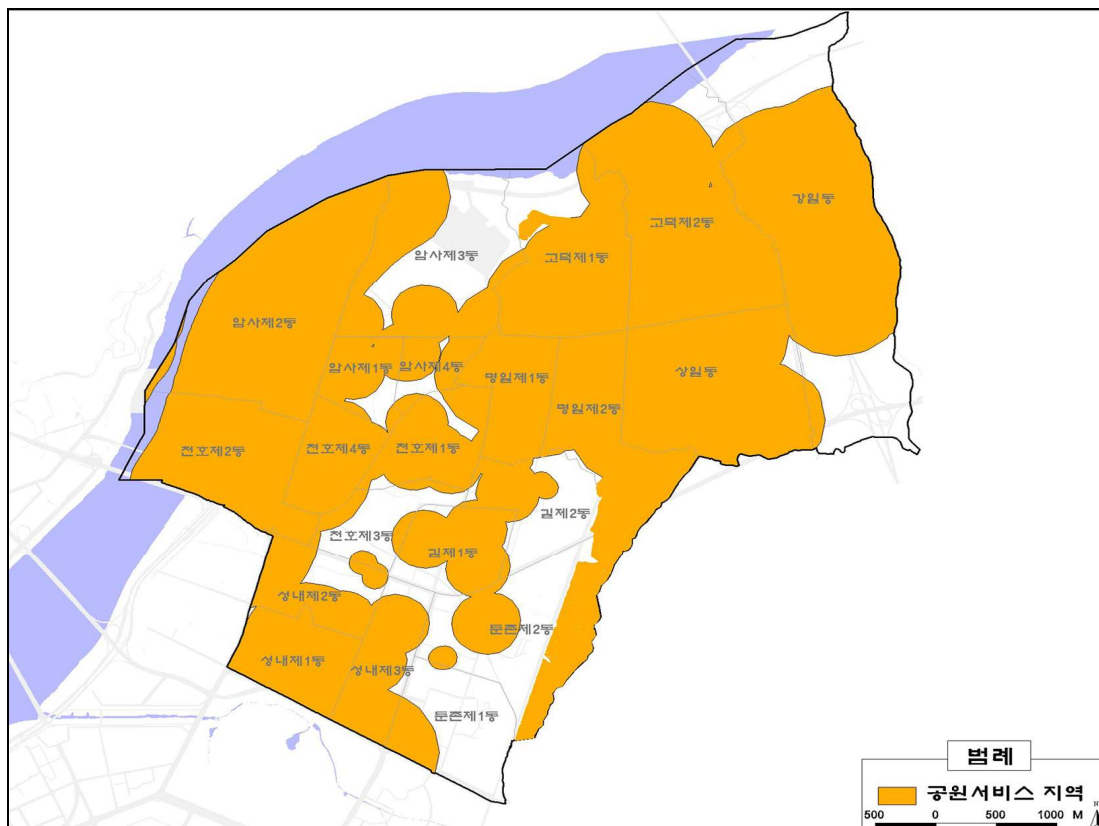 강일동
고덕제2동
암사제3동
고덕제1동
암사제2동
암사제1동
암사제4동
명일제1동
상일동
명일제2동
천호제2동
천호제4동
천호제1동
천호제3동
길제2동
길제1동
성내제2동
둔촌제2동
성내제1동
성내제3동
둔촌제1동
범례
공원서비스 지역
500 0 500 1000 M
N